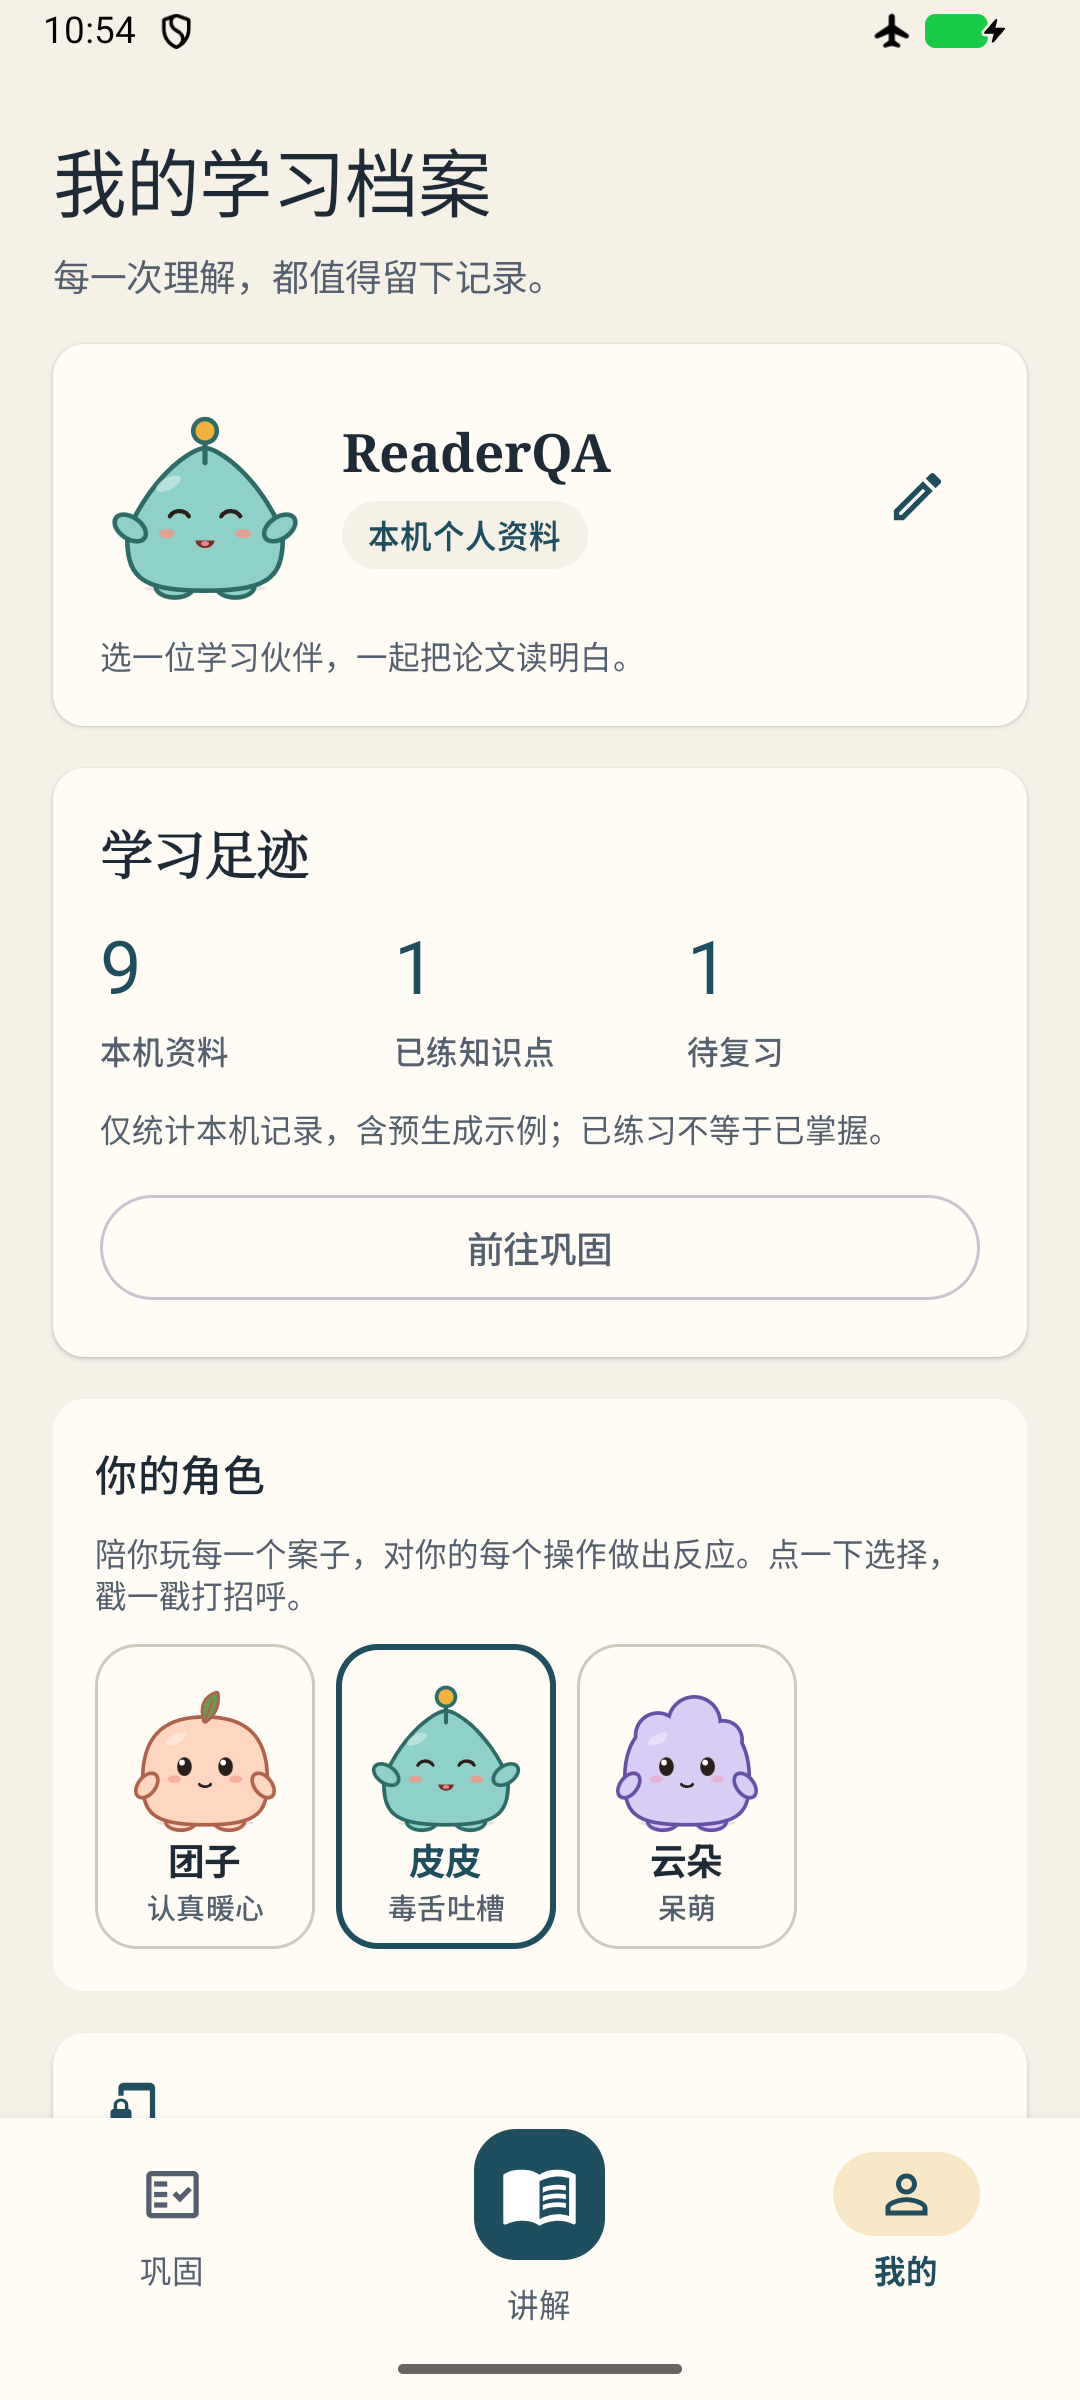 10:54
我的学习档案
每一次理解，都值得留下记录。
ReaderQA
本机个人资料
选一位学习伙伴，一起把论文读明白。
学习足迹
9 1 1
本机资料 已练知识点 待复习
仅统计本机记录，含预生成示例；已练习不等于已掌握。
前往巩固
你的角色
陪你玩每一个案子，对你的每个操作做出反应。点一下选择，
戳一戳打招呼。
团子 皮皮 云朵
认真暖心 毒舌吐槽 呆萌
巩固 讲解 我的